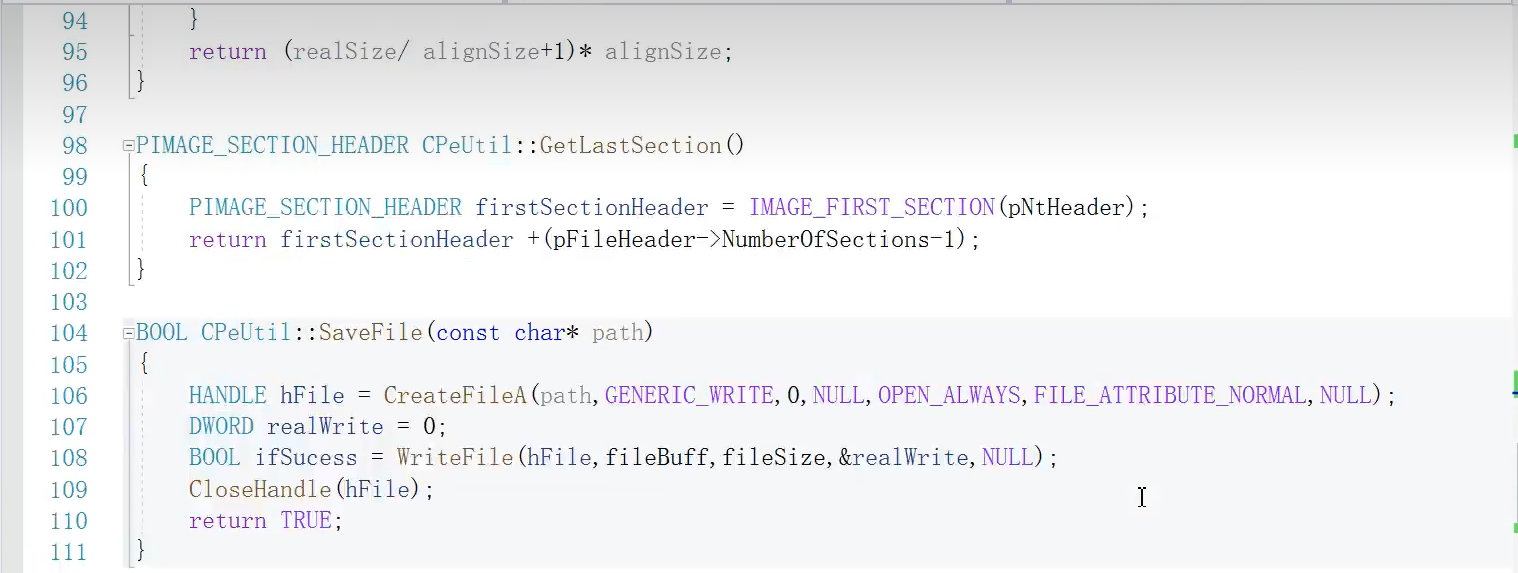 94 }
95 return (realSize/ alignSize+1)* alignSize;
96 }
97
98 PIMAGE_SECTION_HEADER CPeUtil::GetLastSection()
99 {
100 PIMAGE_SECTION_HEADER firstSectionHeader = IMAGE_FIRST_SECTION(pNtHeader);
101 return firstSectionHeader +(pFileHeader->NumberOfSections-1);
102 }
103
104 BOOL CPeUtil::SaveFile(const char* path)
105 {
106 HANDLE hFile = CreateFileA(path,GENERIC_WRITE,0,NULL,OPEN_ALWAYS,FILE_ATTRIBUTE_NORMAL,NULL);
107 DWORD realWrite = 0;
108 BOOL ifSucess = WriteFile(hFile,fileBuff,fileSize,&realWrite,NULL);
109 CloseHandle(hFile);
110 return TRUE;
111 }